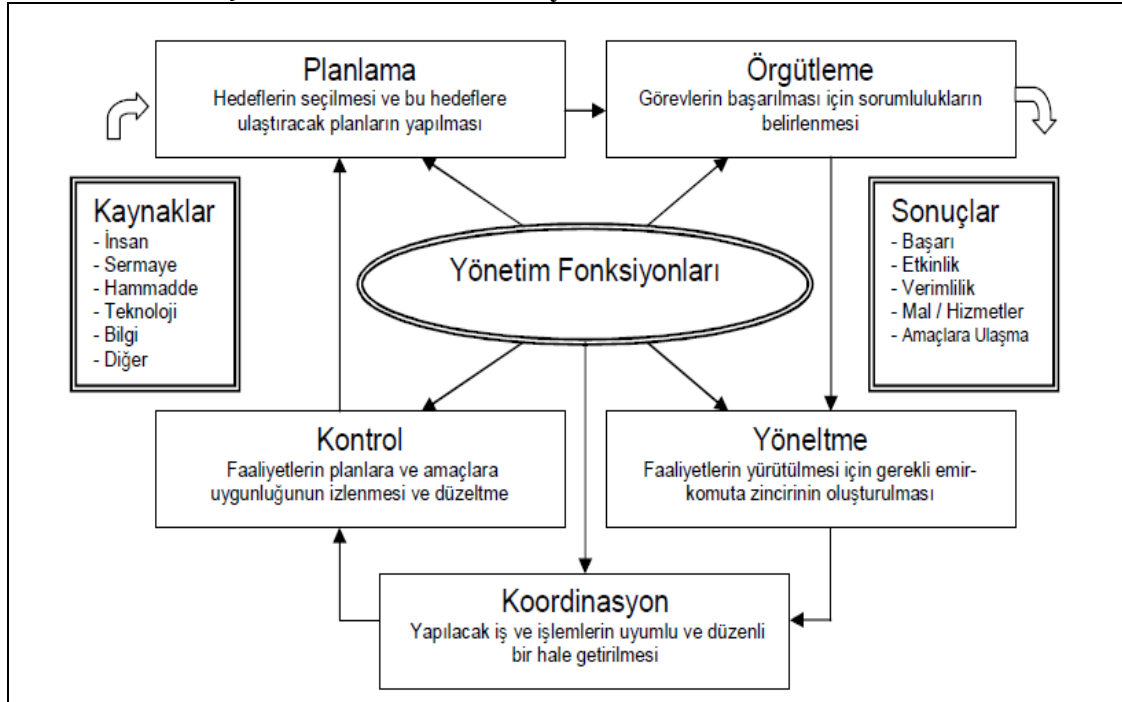 Planlama
Hedeflerin seçilmesi ve bu hedeflere
ulaştıracak planların yapılması
Örgütleme
Görevlerin başarılması için sorumlulukların
belirlenmesi
Kaynaklar
- İnsan
- Sermaye
- Hammadde
- Teknoloji
- Bilgi
- Diğer
Yönetim Fonksiyonları
Sonuçlar
- Başarı
- Etkinlik
- Verimlilik
- Mal / Hizmetler
- Amaçlara Ulaşma
Kontrol
Faaliyetlerin planlara ve amaçlara
uygunluğunun izlenmesi ve düzeltme
Yöneltme
Faaliyetlerin yürütülmesi için gerekli emir-
komuta zincirinin oluşturulması
Koordinasyon
Yapılacak iş ve işlemlerin uyumlu ve düzenli
bir hale getirilmesi